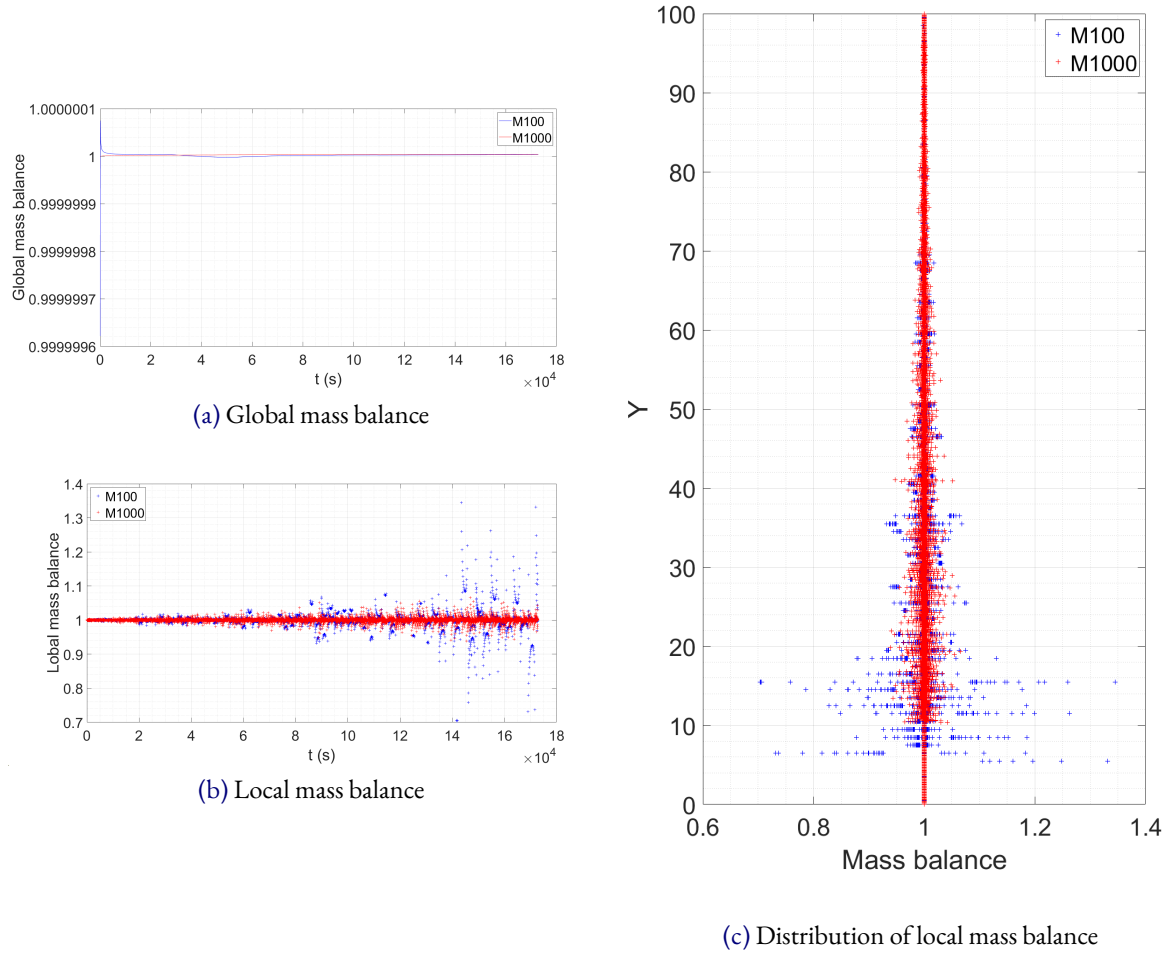 1.0000001
1
0.9999999
0.9999998
0.9999997
0.9999996
Global mass balance
M100
M1000
0 2 4 6 8 10 12 14 16 18
t (s)
×10^4
(a) Global mass balance
1.4
1.3
1.2
1.1
1
0.9
0.8
0.7
Lobal mass balance
M100
M1000
0 2 4 6 8 10 12 14 16 18
t (s)
×10^4
(b) Local mass balance
100
90
80
70
60
50
40
30
20
10
0
Y
M100
M1000
0.6 0.8 1 1.2 1.4
Mass balance
(c) Distribution of local mass balance